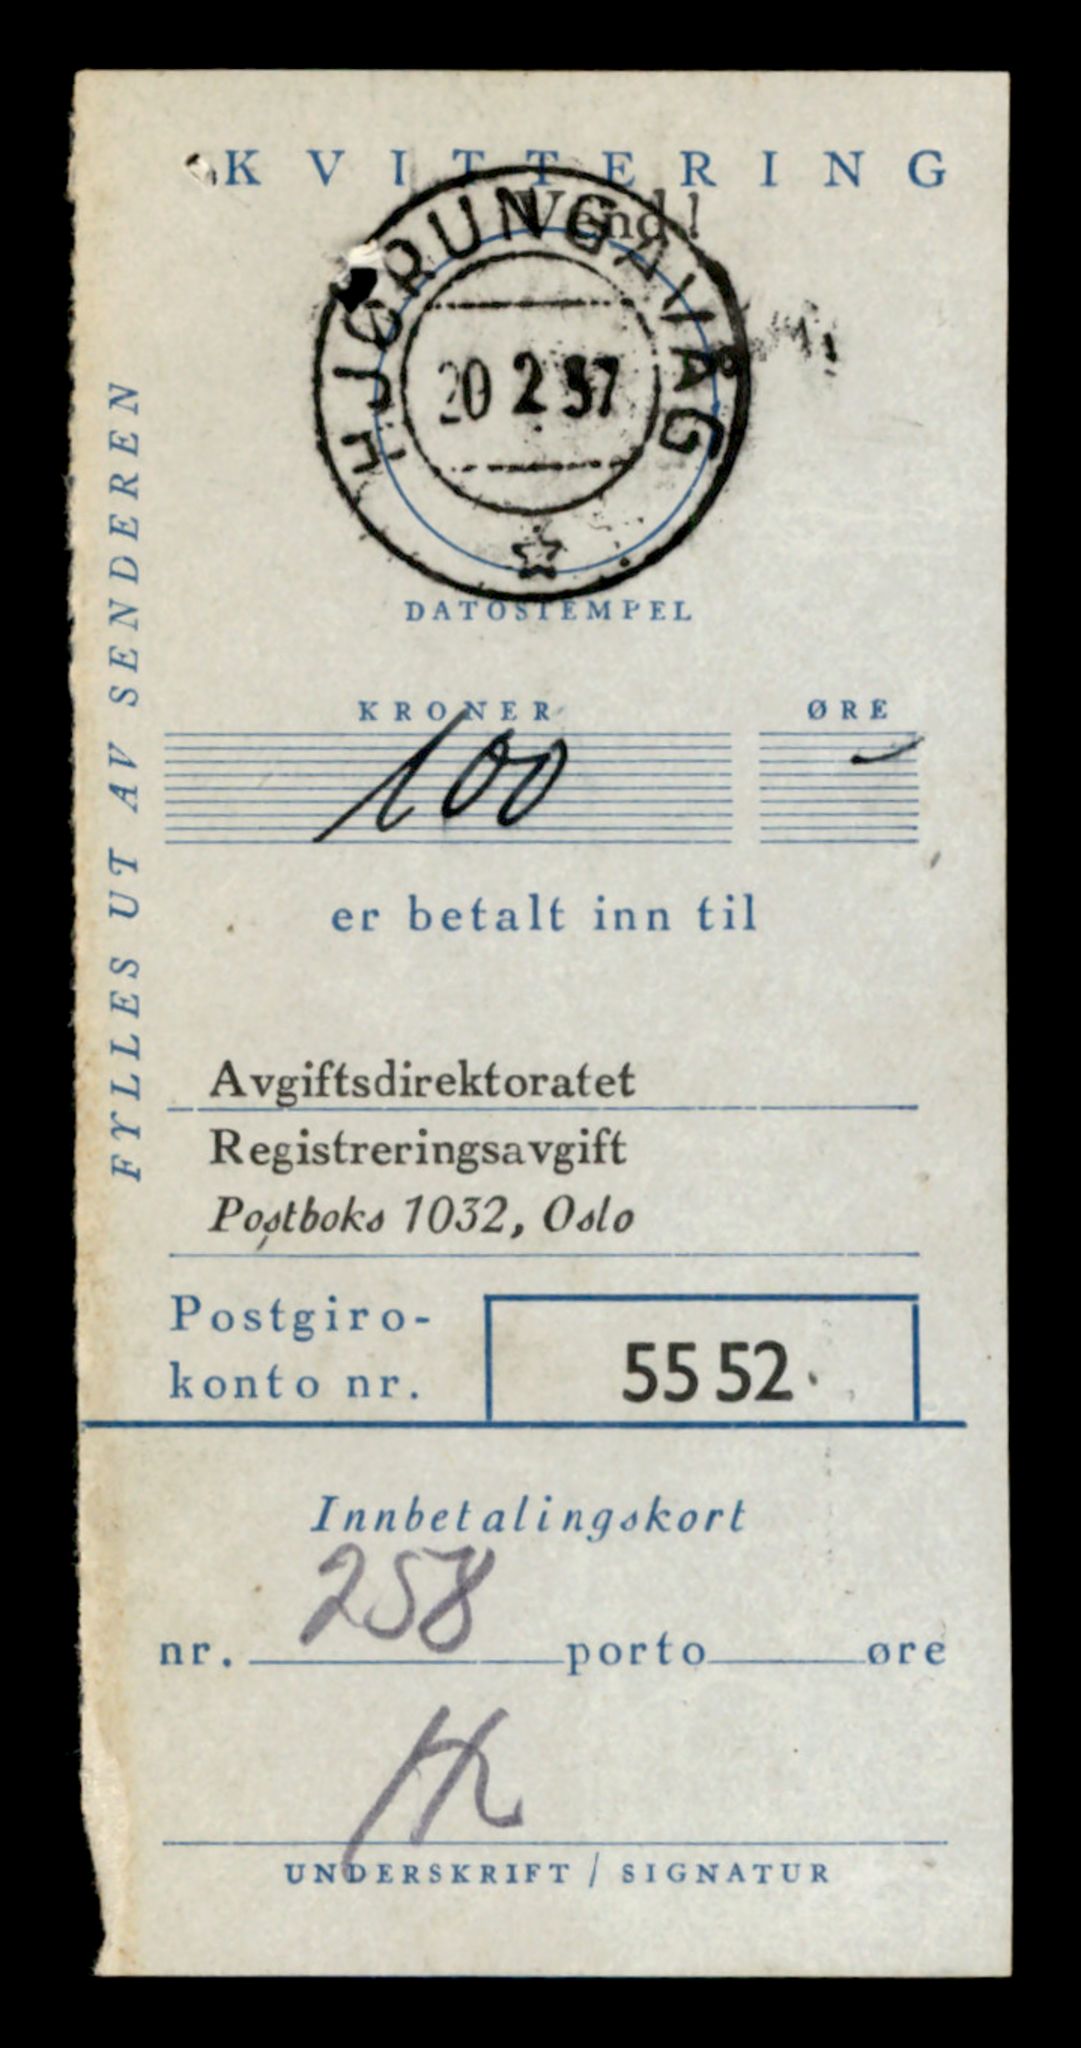 KVITTERING
Vend!
HJØRUNGAVÅG
20 2 57
DATOSTEMPEL
KRONER ØRE
100 -
er betalt inn til
Avgiftsdirektoratet
Registreringsavgift
Postboks 1032, Oslo
Postgiro-
konto nr. 55 52
Innbetalingskort
nr. 258 porto øre
UNDERSKRIFT / SIGNATUR
FYLLES UT AV SENDEREN